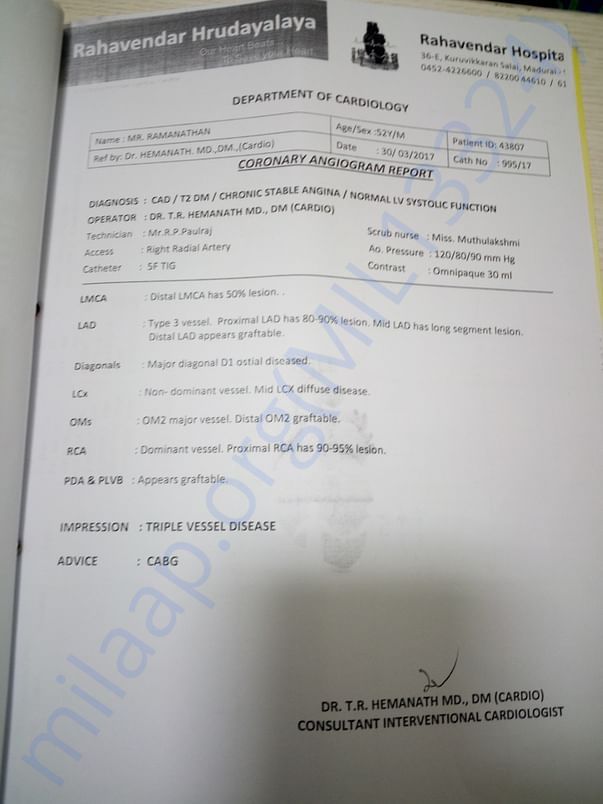 Rahavendar Hrudayalaya
Our Heart Beats
To Save your Heart
Rahavendar Hospita
36-E, Kuruvikkaran Salai, Madurai
0452-4226600 / 82200 44610 / 61
DEPARTMENT OF CARDIOLOGY
Name : MR. RAMANATHAN Age/Sex :52Y/M Patient ID: 43807
Ref by: Dr. HEMANATH. MD.,DM.,(Cardio) Date : 30/ 03/2017 Cath No : 995/17
CORONARY ANGIOGRAM REPORT
DIAGNOSIS : CAD / T2 DM / CHRONIC STABLE ANGINA / NORMAL LV SYSTOLIC FUNCTION
OPERATOR : DR. T.R. HEMANATH MD., DM (CARDIO)
Technician : Mr.R.P.Paulraj Scrub nurse : Miss. Muthulakshmi
Access : Right Radial Artery Ao. Pressure : 120/80/90 mm Hg
Catheter : 5F TIG Contrast : Omnipaque 30 ml
LMCA : Distal LMCA has 50% lesion. .
LAD : Type 3 vessel. Proximal LAD has 80-90% lesion. Mid LAD has long segment lesion.
Distal LAD appears graftable.
Diagonals : Major diagonal D1 ostial diseased.
LCx : Non- dominant vessel. Mid LCX diffuse disease.
OMs : OM2 major vessel. Distal OM2 graftable.
RCA : Dominant vessel. Proximal RCA has 90-95% lesion.
PDA & PLVB : Appears graftable.
IMPRESSION : TRIPLE VESSEL DISEASE
ADVICE : CABG
DR. T.R. HEMANATH MD., DM (CARDIO)
CONSULTANT INTERVENTIONAL CARDIOLOGIST